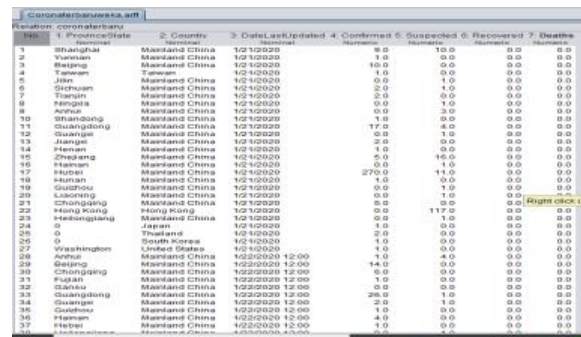 Coronaterbaruweka.arff
Relation: coronaterbaru
No. 1: ProvinceState 2: Country 3: DateLastUpdated 4: Confirmed 5: Suspected 6: Recovered 7: Deaths
Nominal Nominal Nominal Numeric Numeric Numeric Numeric
1 Shanghai Mainland China 1/21/2020 9.0 10.0 0.0 0.0
2 Yunnan Mainland China 1/21/2020 1.0 0.0 0.0 0.0
3 Beijing Mainland China 1/21/2020 10.0 0.0 0.0 0.0
4 Taiwan Taiwan 1/21/2020 1.0 0.0 0.0 0.0
5 Jilin Mainland China 1/21/2020 0.0 1.0 0.0 0.0
6 Sichuan Mainland China 1/21/2020 2.0 1.0 0.0 0.0
7 Tianjin Mainland China 1/21/2020 2.0 0.0 0.0 0.0
8 Ningxia Mainland China 1/21/2020 0.0 1.0 0.0 0.0
9 Anhui Mainland China 1/21/2020 0.0 3.0 0.0 0.0
10 Shandong Mainland China 1/21/2020 1.0 0.0 0.0 0.0
11 Guangdong Mainland China 1/21/2020 17.0 4.0 0.0 0.0
12 Guangxi Mainland China 1/21/2020 0.0 1.0 0.0 0.0
13 Jiangxi Mainland China 1/21/2020 2.0 0.0 0.0 0.0
14 Henan Mainland China 1/21/2020 1.0 0.0 0.0 0.0
15 Zhejiang Mainland China 1/21/2020 5.0 16.0 0.0 0.0
16 Hainan Mainland China 1/21/2020 0.0 1.0 0.0 0.0
17 Hubei Mainland China 1/21/2020 270.0 11.0 0.0 0.0
18 Hunan Mainland China 1/21/2020 1.0 0.0 0.0 0.0
19 Guizhou Mainland China 1/21/2020 0.0 1.0 0.0 0.0
20 Liaoning Mainland China 1/21/2020 0.0 1.0 0.0 0.0
21 Chongqing Mainland China 1/21/2020 5.0 0.0 0.0 Right click
22 Hong Kong Hong Kong 1/21/2020 0.0 117.0 0.0 0.0
23 Heilongjiang Mainland China 1/21/2020 0.0 1.0 0.0 0.0
24 0 Japan 1/21/2020 1.0 0.0 0.0 0.0
25 0 Thailand 1/21/2020 2.0 0.0 0.0 0.0
26 0 South Korea 1/21/2020 1.0 0.0 0.0 0.0
27 Washington United States 1/21/2020 1.0 0.0 0.0 0.0
28 Anhui Mainland China 1/22/2020 12:00 1.0 4.0 0.0 0.0
29 Beijing Mainland China 1/22/2020 12:00 14.0 0.0 0.0 0.0
30 Chongqing Mainland China 1/22/2020 12:00 6.0 0.0 0.0 0.0
31 Fujian Mainland China 1/22/2020 12:00 1.0 0.0 0.0 0.0
32 Gansu Mainland China 1/22/2020 12:00 0.0 0.0 0.0 0.0
33 Guangdong Mainland China 1/22/2020 12:00 26.0 1.0 0.0 0.0
34 Guangxi Mainland China 1/22/2020 12:00 2.0 1.0 0.0 0.0
35 Guizhou Mainland China 1/22/2020 12:00 1.0 0.0 0.0 0.0
36 Hainan Mainland China 1/22/2020 12:00 4.0 0.0 0.0 0.0
37 Hebei Mainland China 1/22/2020 12:00 1.0 0.0 0.0 0.0